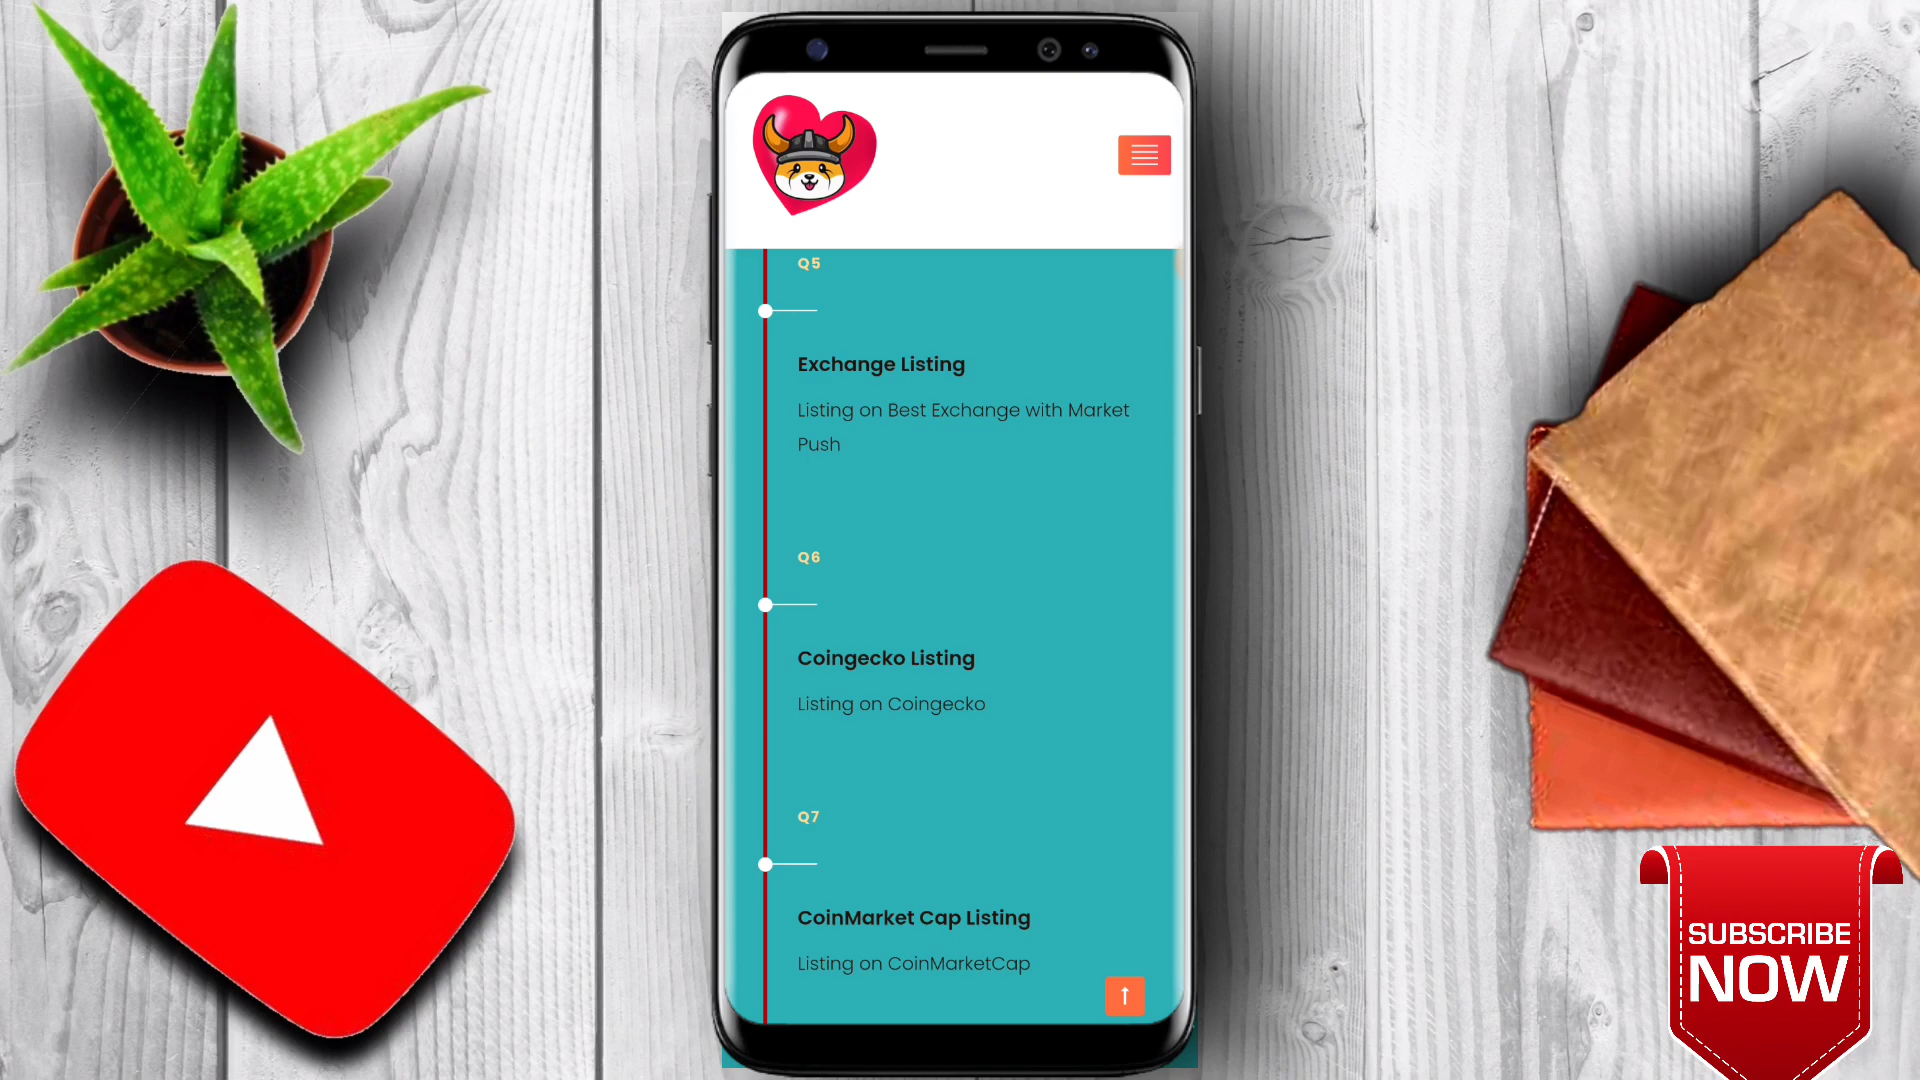 Q5
Exchange Listing
Listing on Best Exchange with Market
Push
Q6
Coingecko Listing
Listing on Coingecko
Q7
CoinMarket Cap Listing
Listing on CoinMarketCap
SUBSCRIBE
NOW